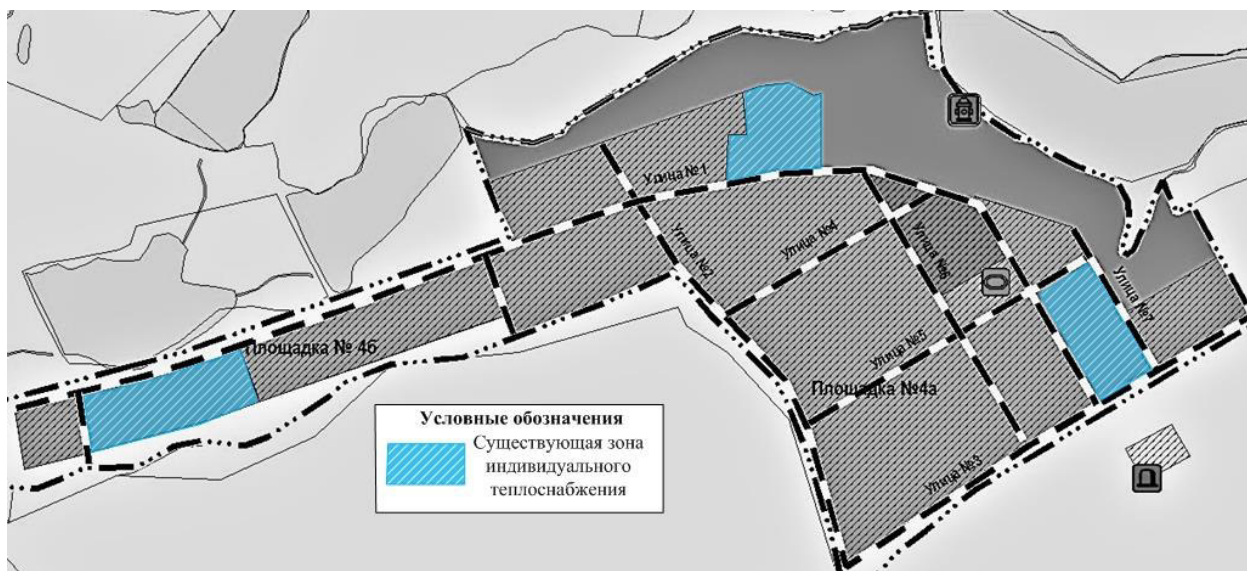 Улица №1
Улица №2
Улица №4
Улица №6
Улица №7
Улица №5
Площадка № 4б
Площадка №4а
Улица №3
Условные обозначения
Существующая зона
индивидуального
теплоснабжения